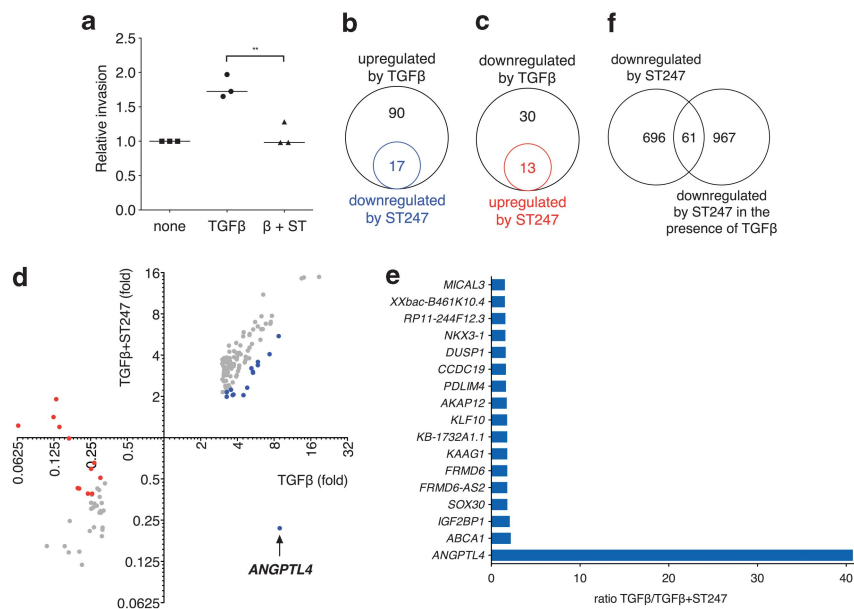 a
2.5
2.0
1.5
1.0
0.5
0.0
Relative invasion
**
none
TGFβ
β + ST
b
upregulated
by TGFβ
90
17
downregulated
by ST247
c
downregulated
by TGFβ
30
13
upregulated
by ST247
f
downregulated
by ST247
696
61
967
downregulated
by ST247 in the
presence of TGFβ
d
TGFβ+ST247 (fold)
16
8
4
2
0.0625
0.125
0.25
0.5
2
4
8
16
32
TGFβ (fold)
0.5
0.25
0.125
0.0625
ANGPTL4
e
MICAL3
XXbac-B461K10.4
RP11-244F12.3
NKX3-1
DUSP1
CCDC19
PDLIM4
AKAP12
KLF10
KB-1732A1.1
KAAG1
FRMD6
FRMD6-AS2
SOX30
IGF2BP1
ABCA1
ANGPTL4
0
10
20
30
40
ratio TGFβ/TGFβ+ST247